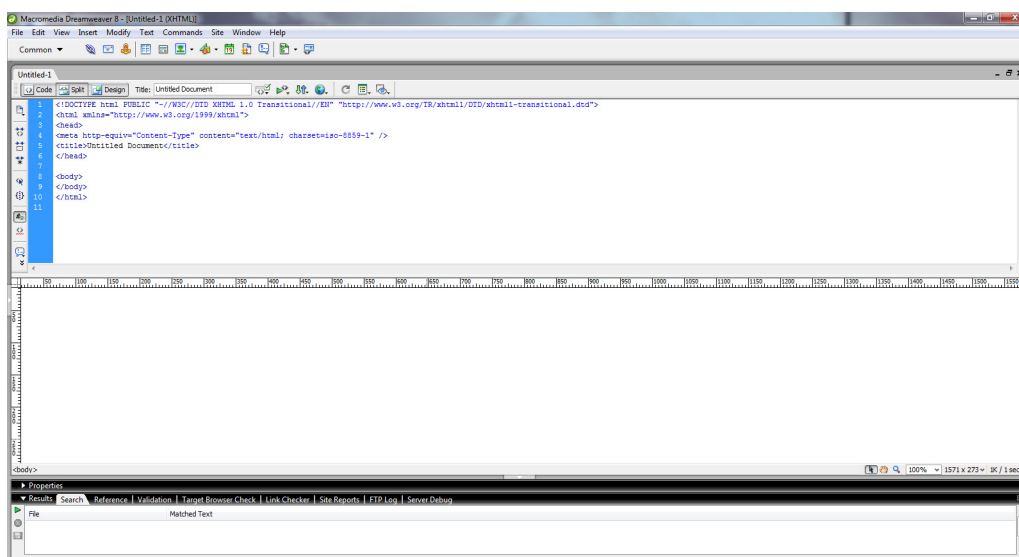 Macromedia Dreamweaver 8 - [Untitled-1 (XHTML)]
File Edit View Insert Modify Text Commands Site Window Help
Common
Untitled-1
Code Split Design Title: Untitled Document
1 <!DOCTYPE html PUBLIC "-//W3C//DTD XHTML 1.0 Transitional//EN" "http://www.w3.org/TR/xhtml1/DTD/xhtml1-transitional.dtd">
2 <html xmlns="http://www.w3.org/1999/xhtml">
3 <head>
4 <meta http-equiv="Content-Type" content="text/html; charset=iso-8859-1" />
5 <title>Untitled Document</title>
6 </head>
7
8 <body>
9 </body>
10 </html>
11
50 100 150 200 250 300 350 400 450 500 550 600 650 700 750 800 850 900 950 1000 1050 1100 1150 1200 1250 1300 1350 1400 1450 1500 1550
50
100
150
200
250
<body> 100% 1571 x 273 1K / 1 sec
Properties
Results Search Reference | Validation | Target Browser Check | Link Checker | Site Reports | FTP Log | Server Debug
File Matched Text